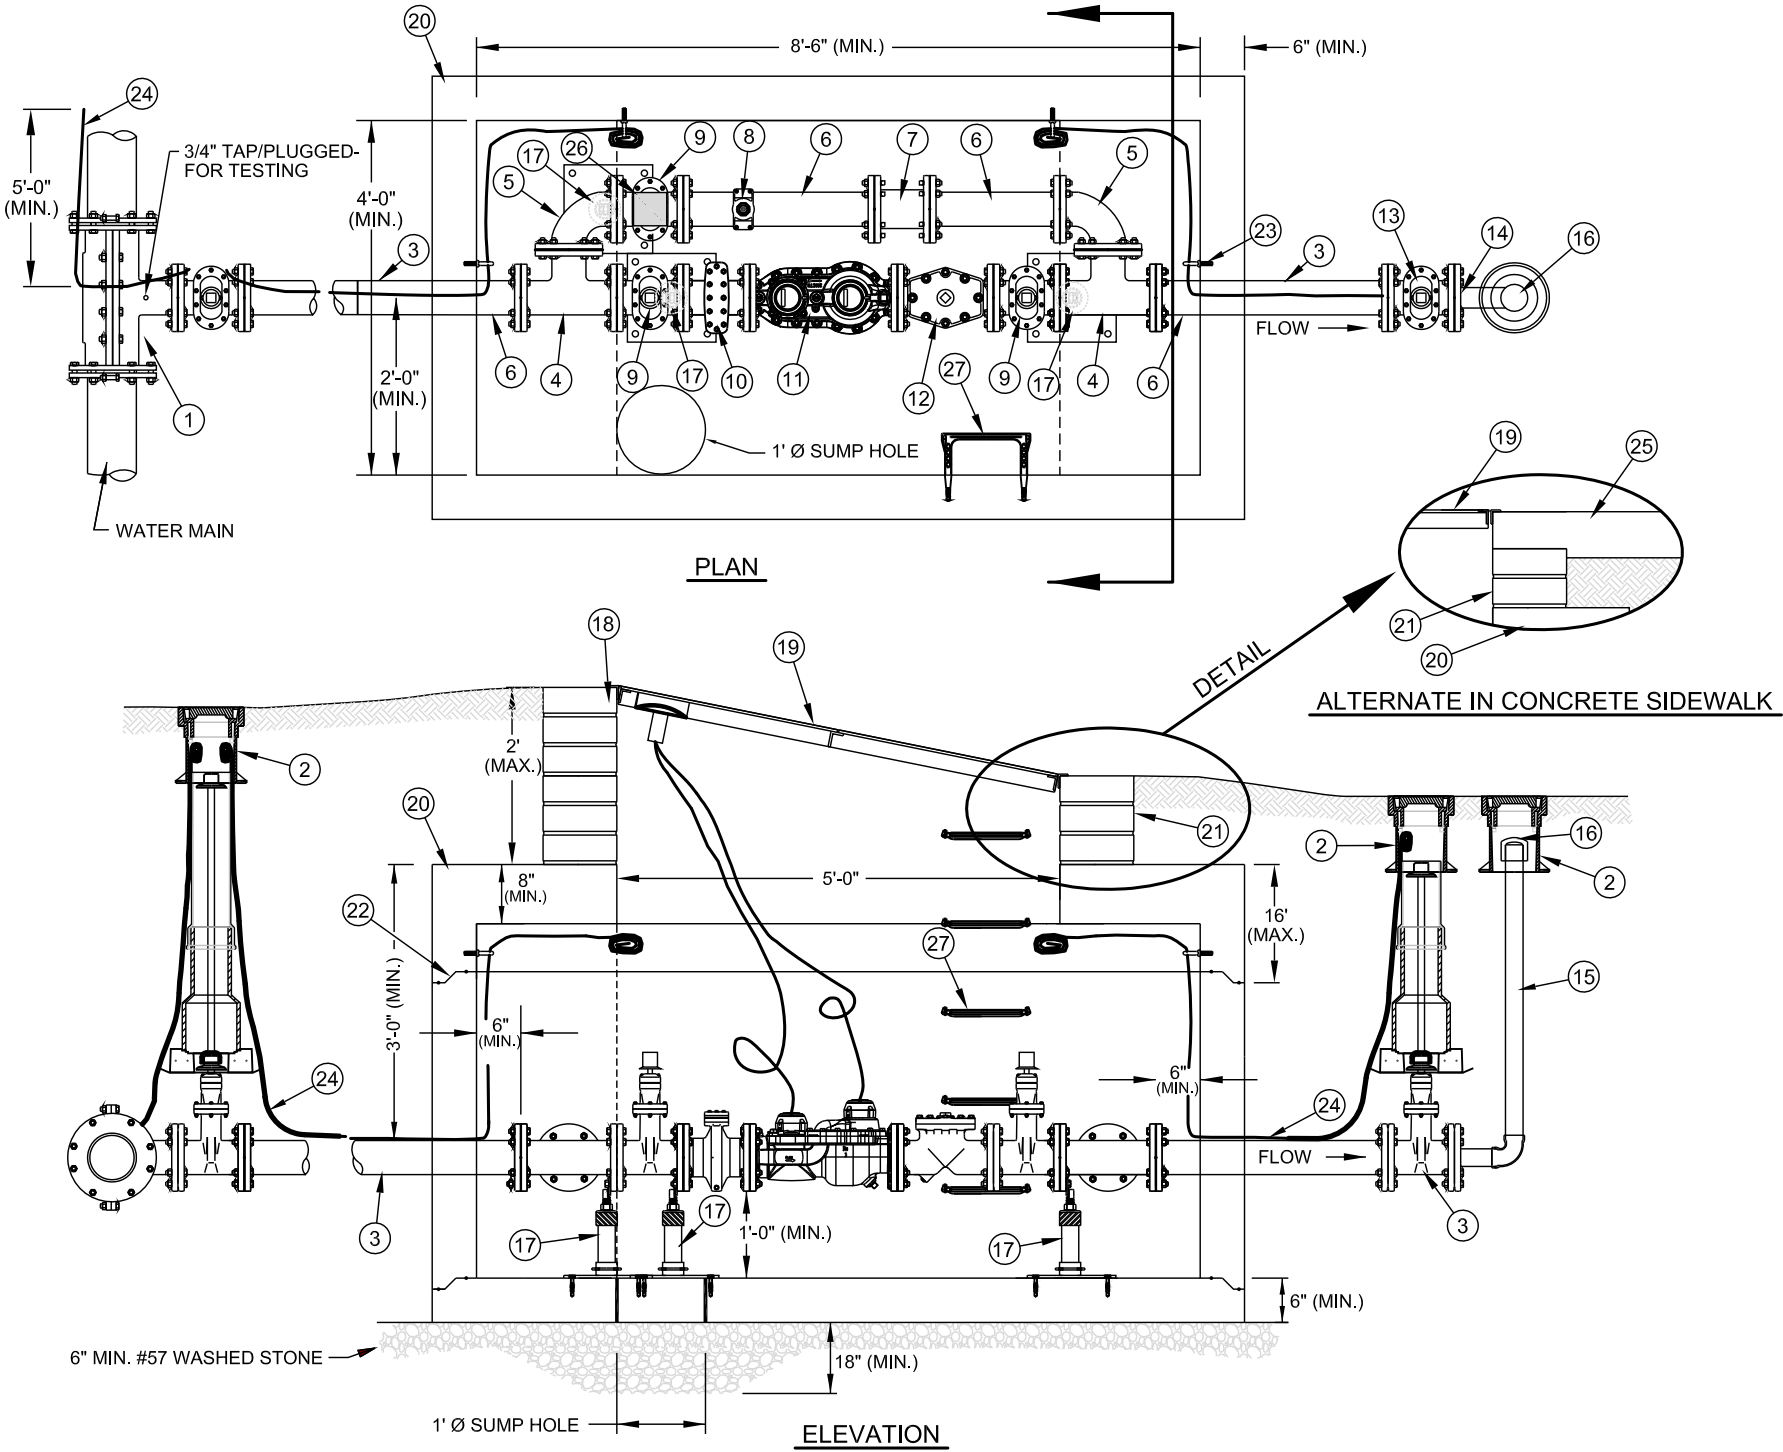 20
8'-6" (MIN.)
6" (MIN.)
24
3/4" TAP/PLUGGED-
FOR TESTING
5'-0"
(MIN.)
4'-0"
(MIN.)
17
26
9
8
6
7
6
5
5
3
23
3
13
14
16
FLOW
2'-0"
(MIN.)
1
6
4
9
17
10
11
12
27
9
17
4
6
1' Ø SUMP HOLE
WATER MAIN
PLAN
19
25
21
20
DETAIL
ALTERNATE IN CONCRETE SIDEWALK
18
19
2
2'
(MAX.)
20
8"
(MIN.)
5'-0"
21
16'
(MAX.)
2
16
2
22
3'-0" (MIN.)
6"
(MIN.)
27
15
24
6"
(MIN.)
24
FLOW
3
17
17
1'-0" (MIN.)
17
3
6" (MIN.)
6" MIN. #57 WASHED STONE
18" (MIN.)
1' Ø SUMP HOLE
ELEVATION